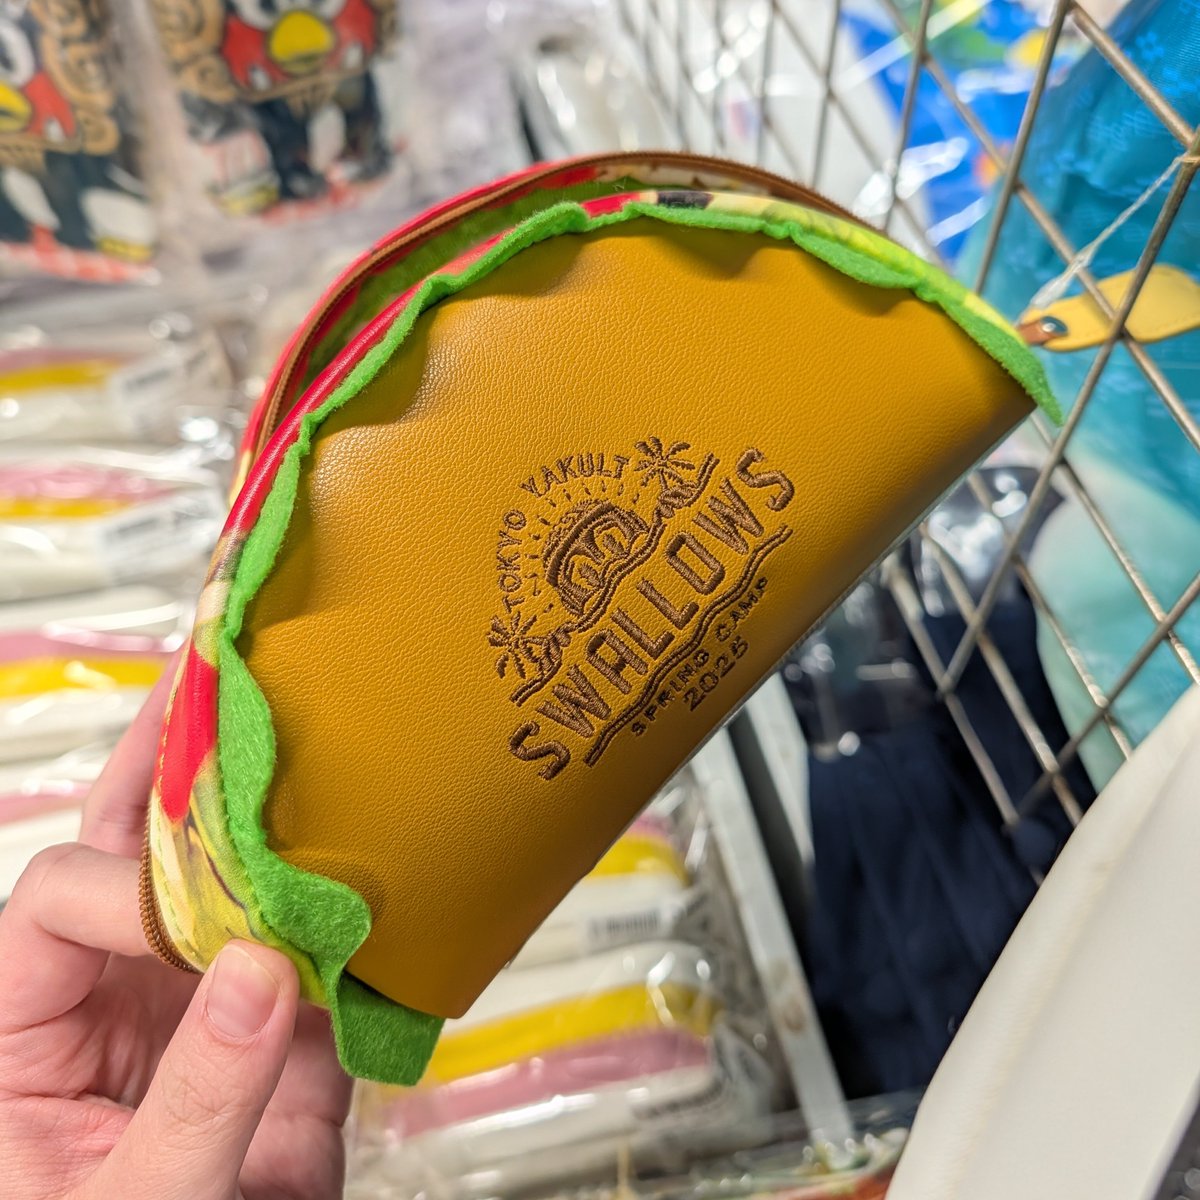 TOKYO YAKULT
SWALLOWS
SPRING CAMP
2025